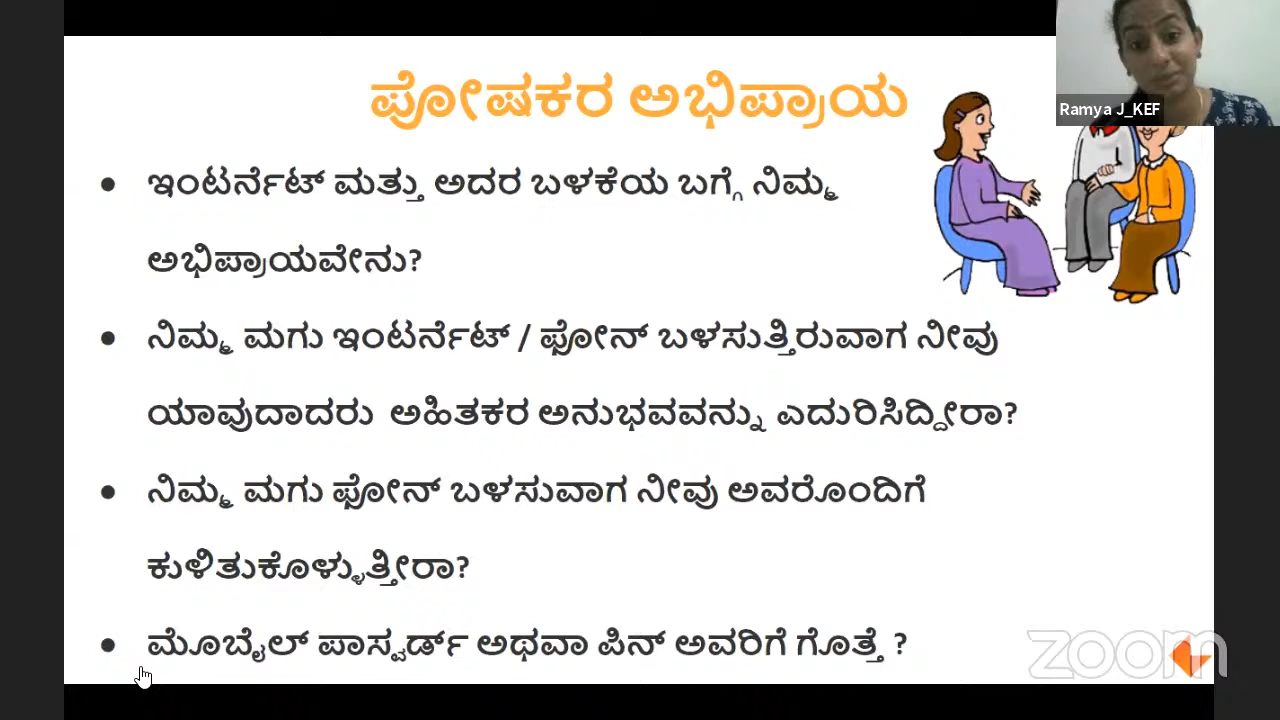 ಪೋಷಕರ ಅಭಿಪ್ರಾಯ
Ramya J_KEF
• ಇಂಟರ್ನೆಟ್ ಮತ್ತು ಅದರ ಬಳಕೆಯ ಬಗ್ಗೆ ನಿಮ್ಮ
ಅಭಿಪ್ರಾಯವೇನು?
• ನಿಮ್ಮ ಮಗು ಇಂಟರ್ನೆಟ್ / ಫೋನ್ ಬಳಸುತ್ತಿರುವಾಗ ನೀವು
ಯಾವುದಾದರು ಅಹಿತಕರ ಅನುಭವವನ್ನು ಎದುರಿಸಿದ್ದೀರಾ?
• ನಿಮ್ಮ ಮಗು ಫೋನ್ ಬಳಸುವಾಗ ನೀವು ಅವರೊಂದಿಗೆ
ಕುಳಿತುಕೊಳ್ಳುತ್ತೀರಾ?
• ಮೊಬೈಲ್ ಪಾಸ್ವರ್ಡ್ ಅಥವಾ ಪಿನ್ ಅವರಿಗೆ ಗೊತ್ತೆ ?
zoom